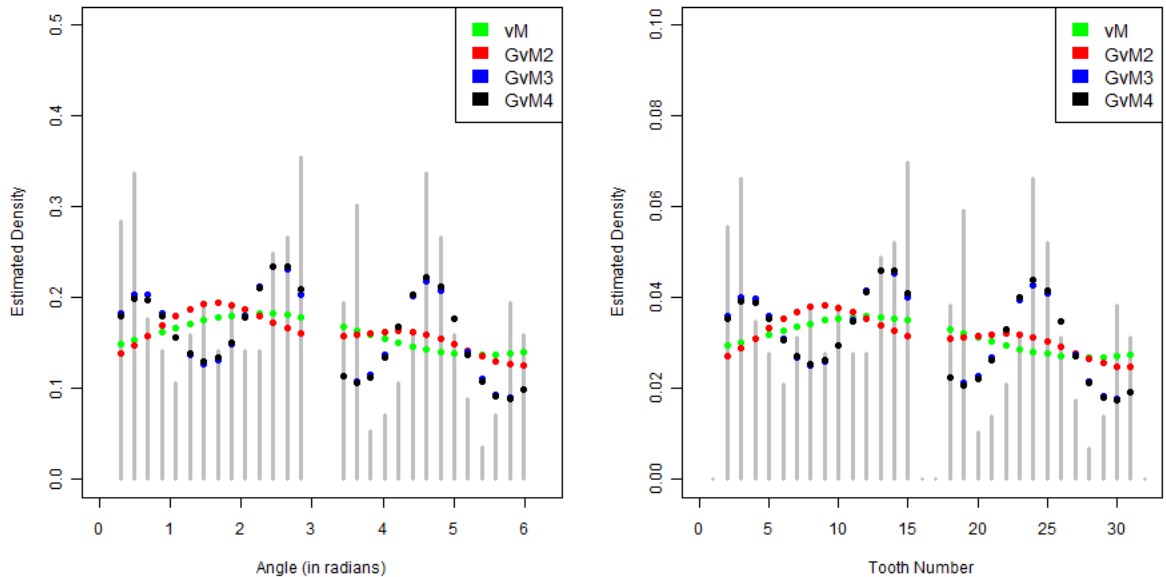 0.5
0.4
0.3
0.2
0.1
0.0
Estimated Density
vM
GvM2
GvM3
GvM4
0 1 2 3 4 5 6
Angle (in radians)
0.10
0.08
0.06
0.04
0.02
0.00
Estimated Density
vM
GvM2
GvM3
GvM4
0 5 10 15 20 25 30
Tooth Number